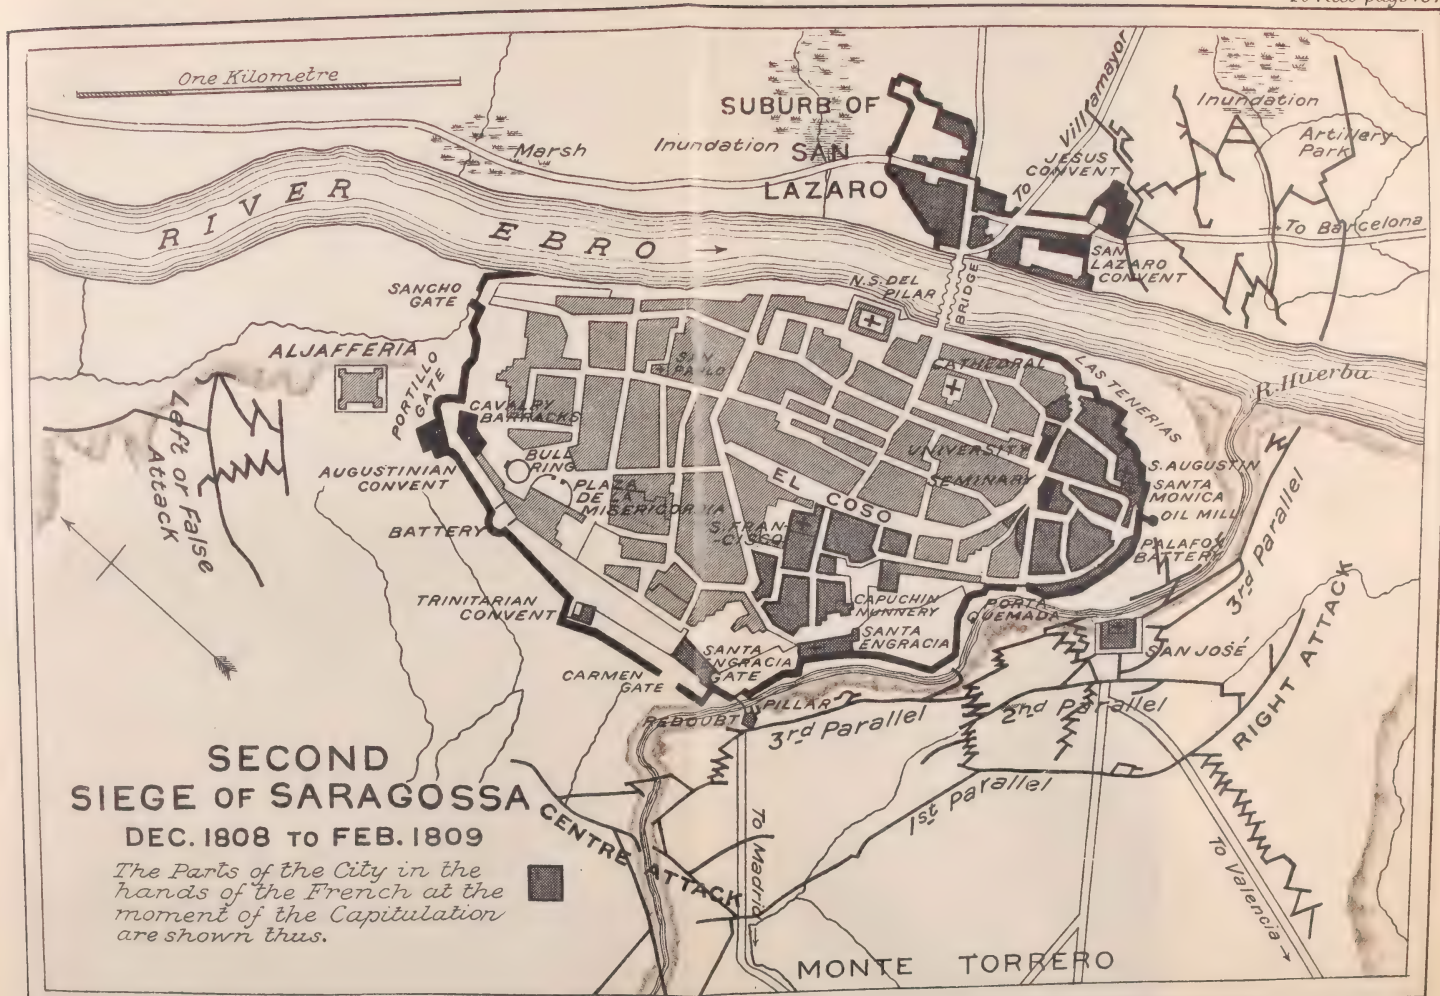 One Kilometre
SUBURB OF
SAN
LAZARO
Marsh
Inundation
To Villamayor
JESUS
CONVENT
Inundation
Artillery
Park
To Barcelona
SAN
LAZARO
CONVENT
RIVER EBRO
BRIDGE
N.S. DEL
PILAR
SANCHO
GATE
ALJAFFERIA
PORTILLO
GATE
CAVALRY
BARRACKS
SAN
PABLO
CATHEDRAL
LAS TENERIAS
R. Huerba
Left or False
Attack
AUGUSTINIAN
CONVENT
BULL
RING
PLAZA
DE LA
MISERICORDIA
EL COSO
UNIVERSITY
SEMINARY
S. AUGUSTIN
SANTA
MONICA
OIL MILL
PALAFOX
BATTERY
3rd Parallel
BATTERY
S. FRAN-
-CISCO
TRINITARIAN
CONVENT
CAPUCHIN
NUNNERY
PORTA
QUEMADA
SANTA
ENGRACIA
SANTA
ENGRACIA
GATE
CARMEN
GATE
SAN JOSÉ
RIGHT ATTACK
PILLAR
REDOUBT
3rd Parallel
2nd Parallel
1st Parallel
SECOND
SIEGE OF SARAGOSSA
DEC. 1808 TO FEB. 1809
The Parts of the City in the
hands of the French at the
moment of the Capitulation
are shown thus.
CENTRE ATTACK
To Madrid
To Valencia
MONTE TORRERO